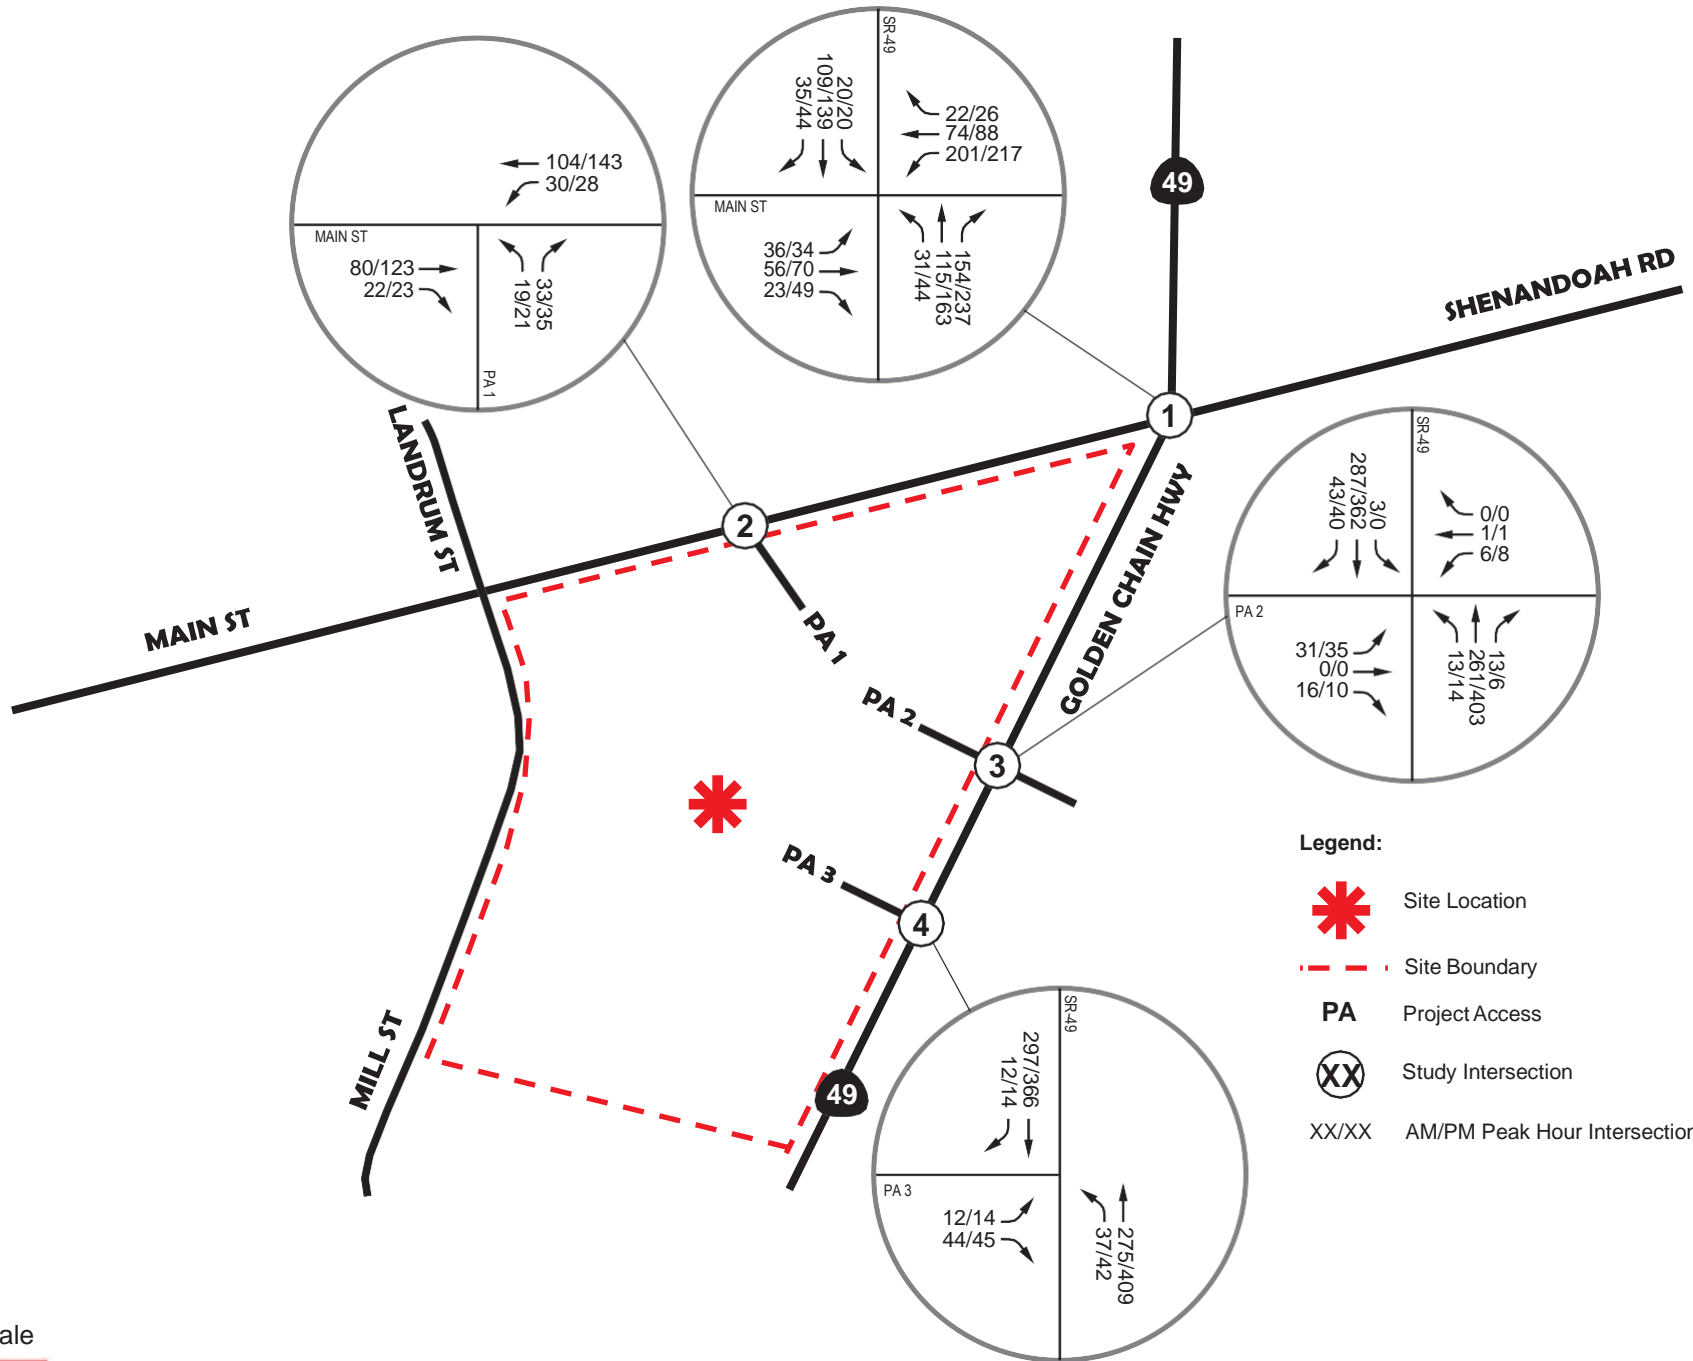 SR-49
20/20
109/139
35/44
22/26
74/88
201/217
MAIN ST
36/34
56/70
23/49
154/237
115/163
31/44
104/143
30/28
MAIN ST
80/123
22/23
33/35
19/21
PA 1
49
SHENANDOAH RD
1
LANDRUM ST
2
GOLDEN CHAIN HWY
MAIN ST
PA 1
SR-49
3/0
287/362
43/40
0/0
1/1
6/8
PA 2
31/35
0/0
16/10
13/6
261/403
13/14
PA 2
3
PA 3
4
Legend:
Site Location
Site Boundary
PA Project Access
XX Study Intersection
XX/XX AM/PM Peak Hour Intersection
MILL ST
49
SR-49
297/366
12/14
PA 3
12/14
44/45
275/409
37/42
ale